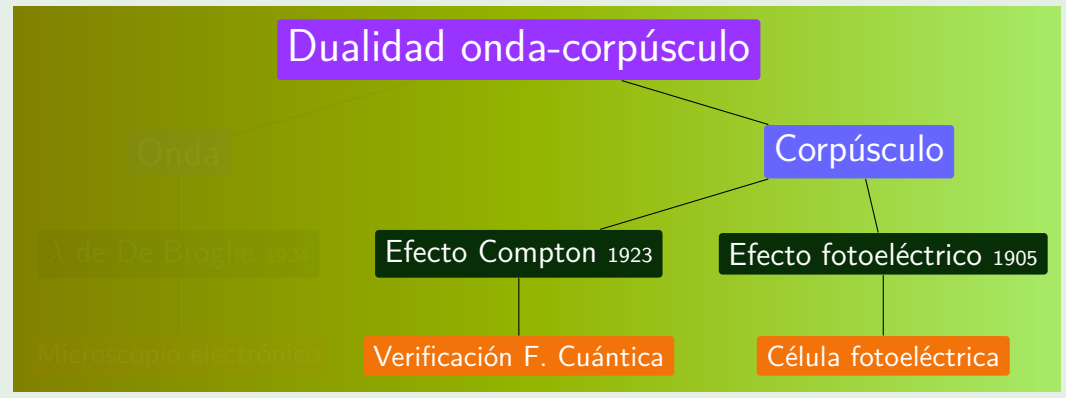 Dualidad onda-corpúsculo
Onda
Corpúsculo
λ de De Broglie 1924
Efecto Compton 1923
Efecto fotoeléctrico 1905
Microscopio electrónico
Verificación F. Cuántica
Célula fotoeléctrica